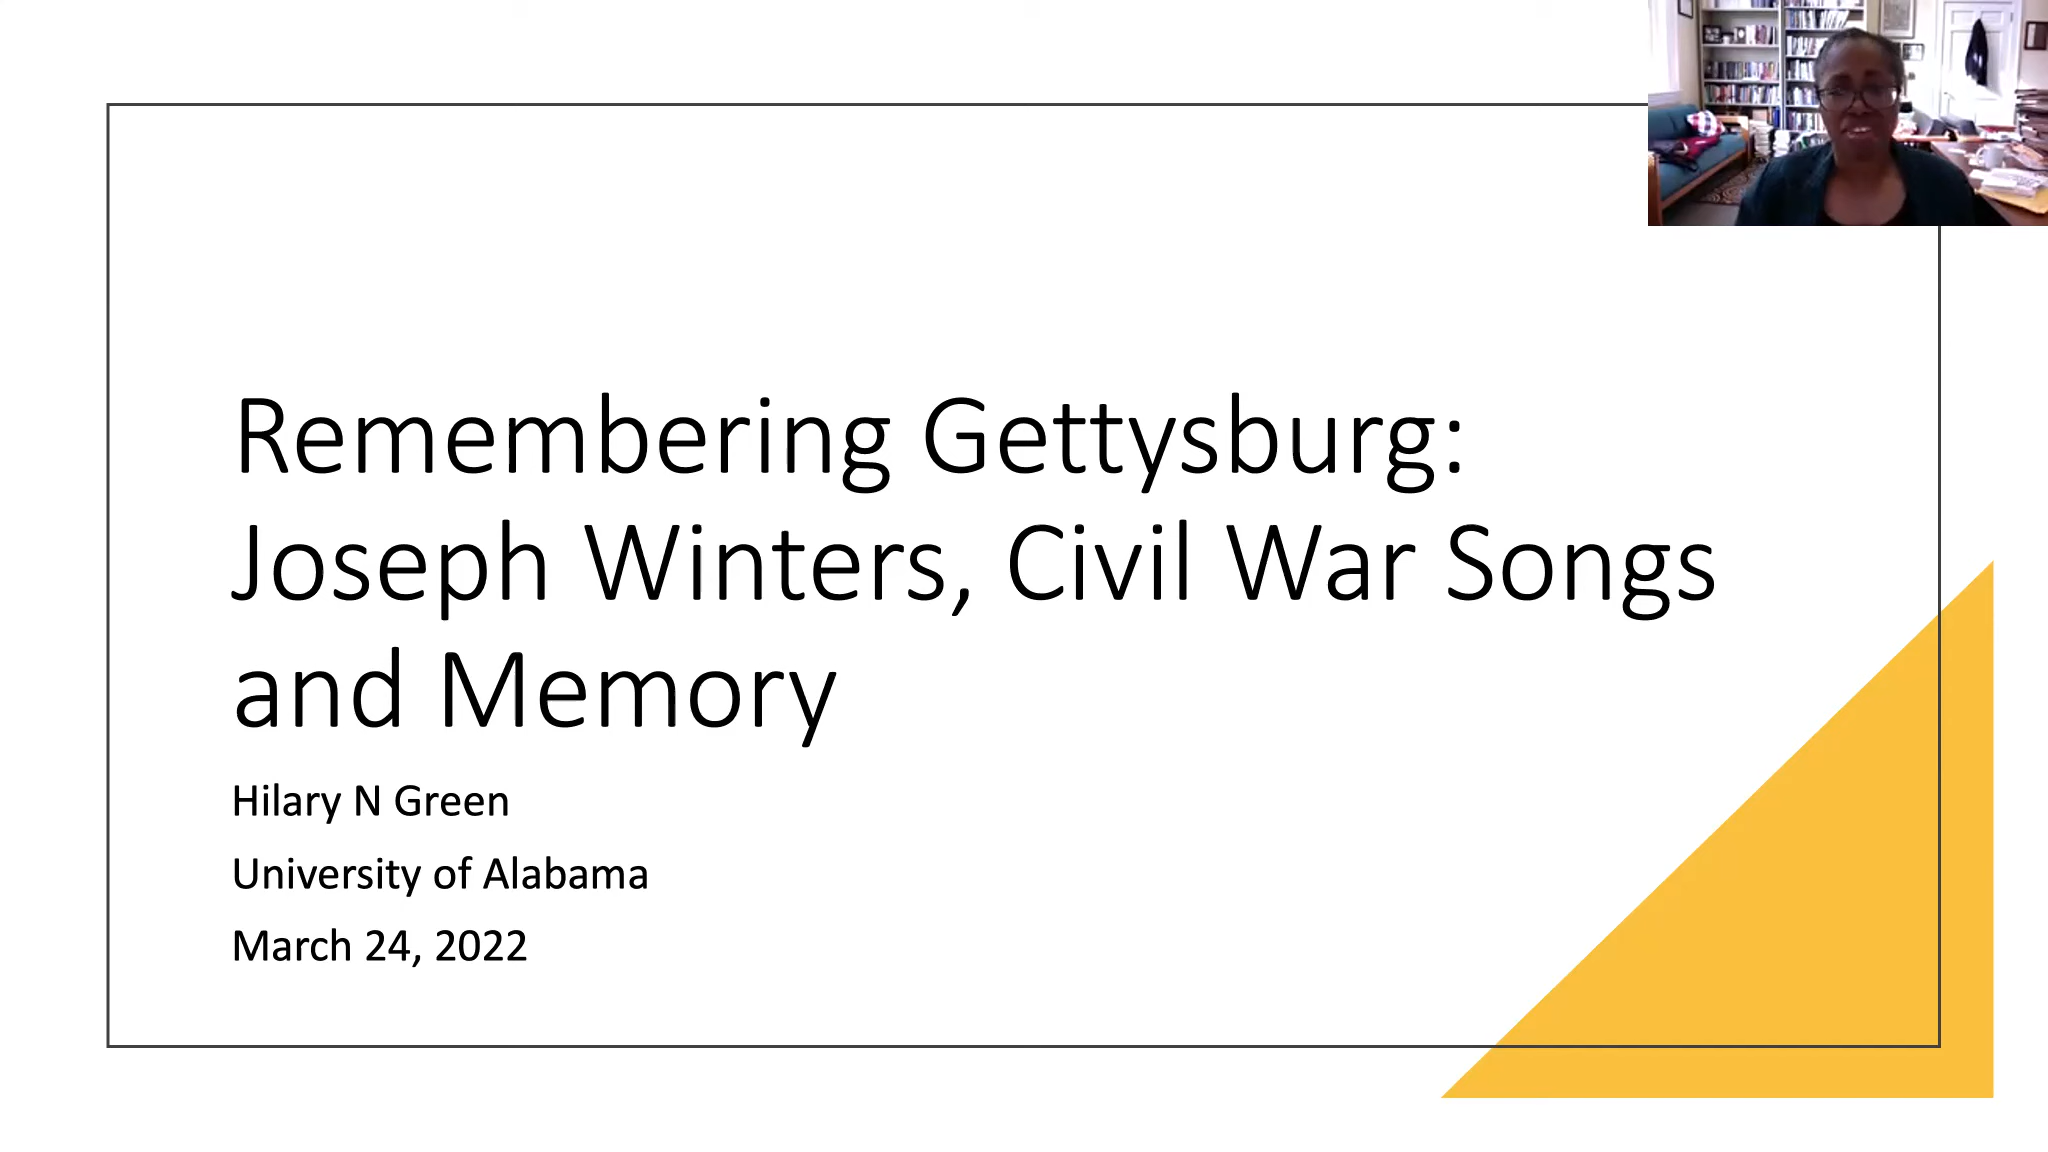 Remembering Gettysburg:
Joseph Winters, Civil War Songs
and Memory
Hilary N Green
University of Alabama
March 24, 2022